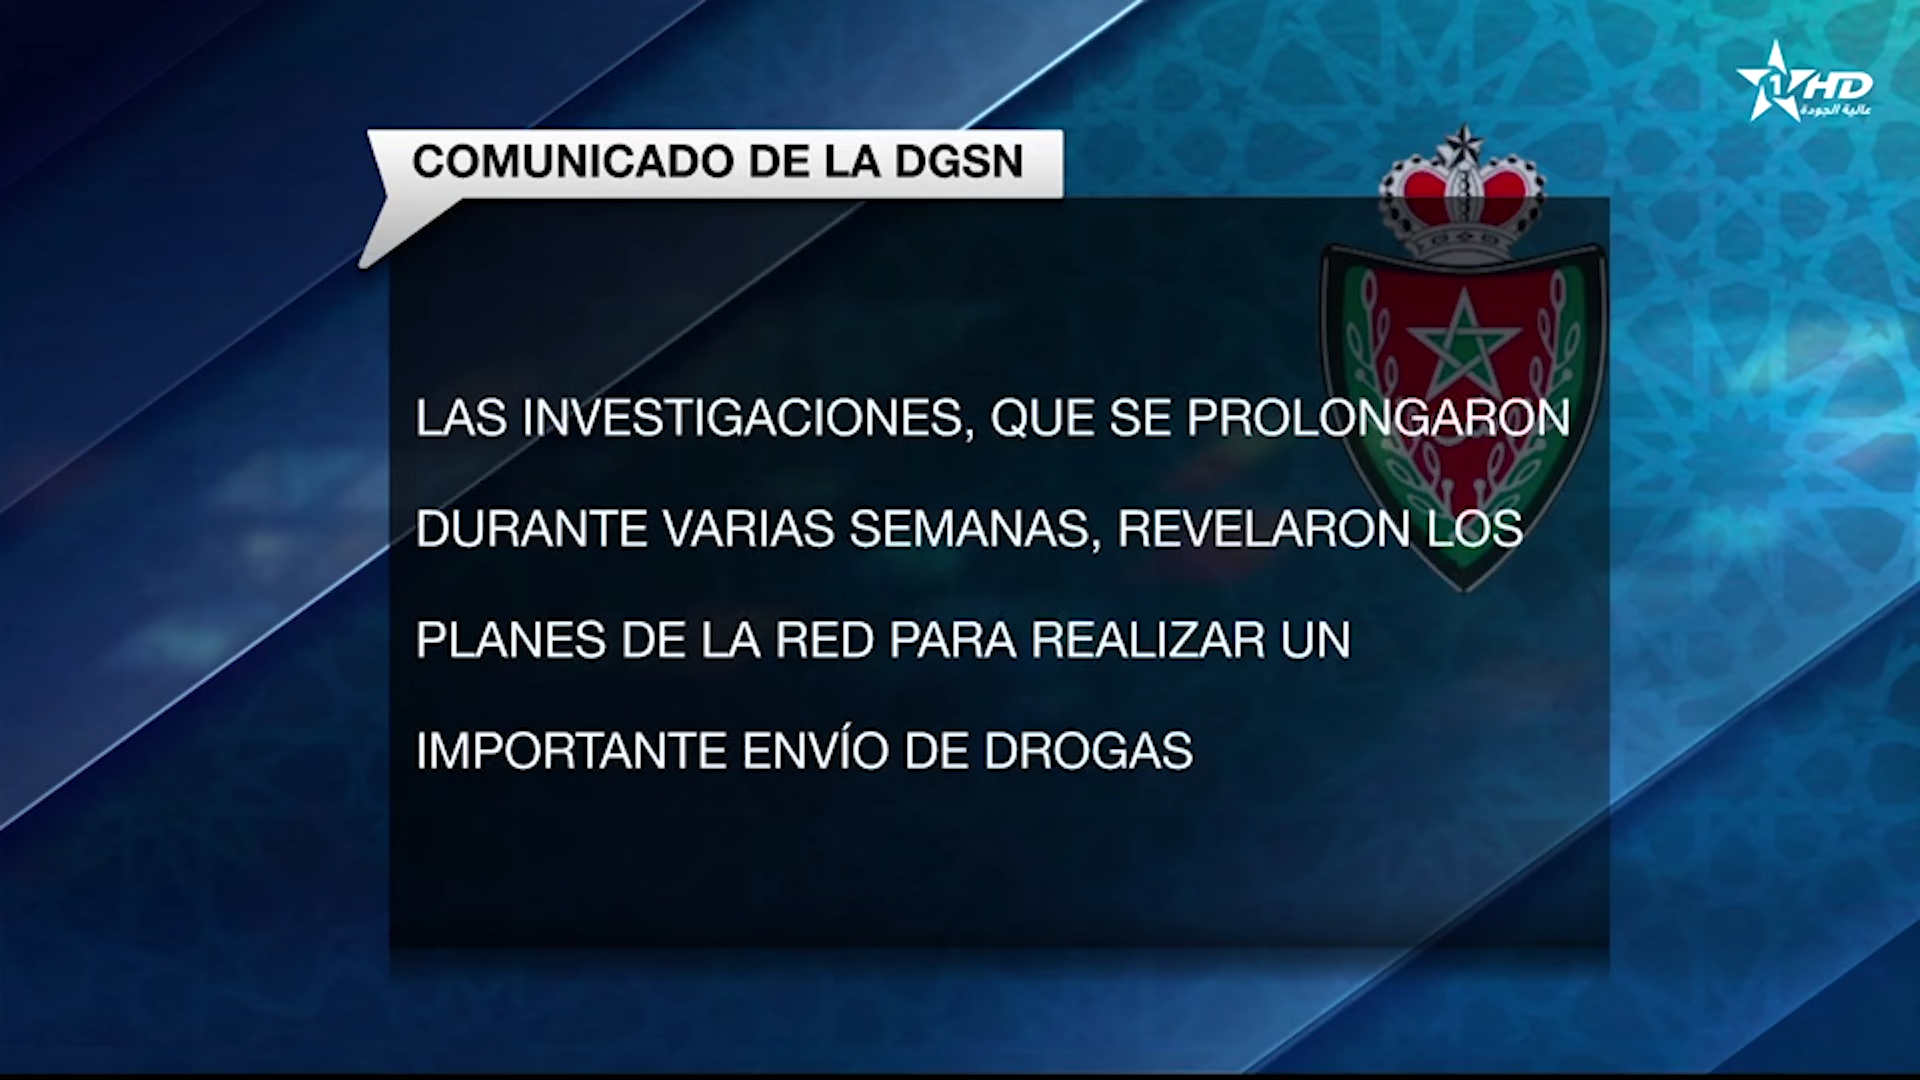 1 HD
عالية الجودة
COMUNICADO DE LA DGSN
LAS INVESTIGACIONES, QUE SE PROLONGARON
DURANTE VARIAS SEMANAS, REVELARON LOS
PLANES DE LA RED PARA REALIZAR UN
IMPORTANTE ENVÍO DE DROGAS